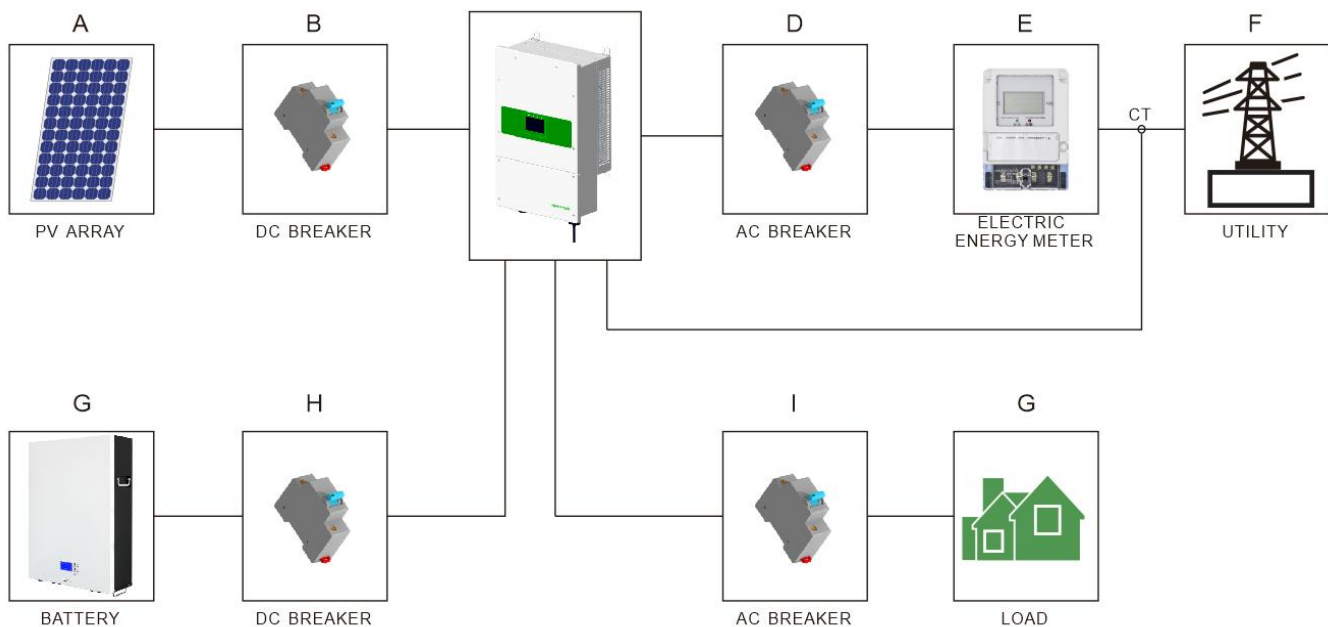 A
B
D
E
F
CT
PV ARRAY
DC BREAKER
AC BREAKER
ELECTRIC
ENERGY METER
UTILITY
G
H
I
G
BATTERY
DC BREAKER
AC BREAKER
LOAD